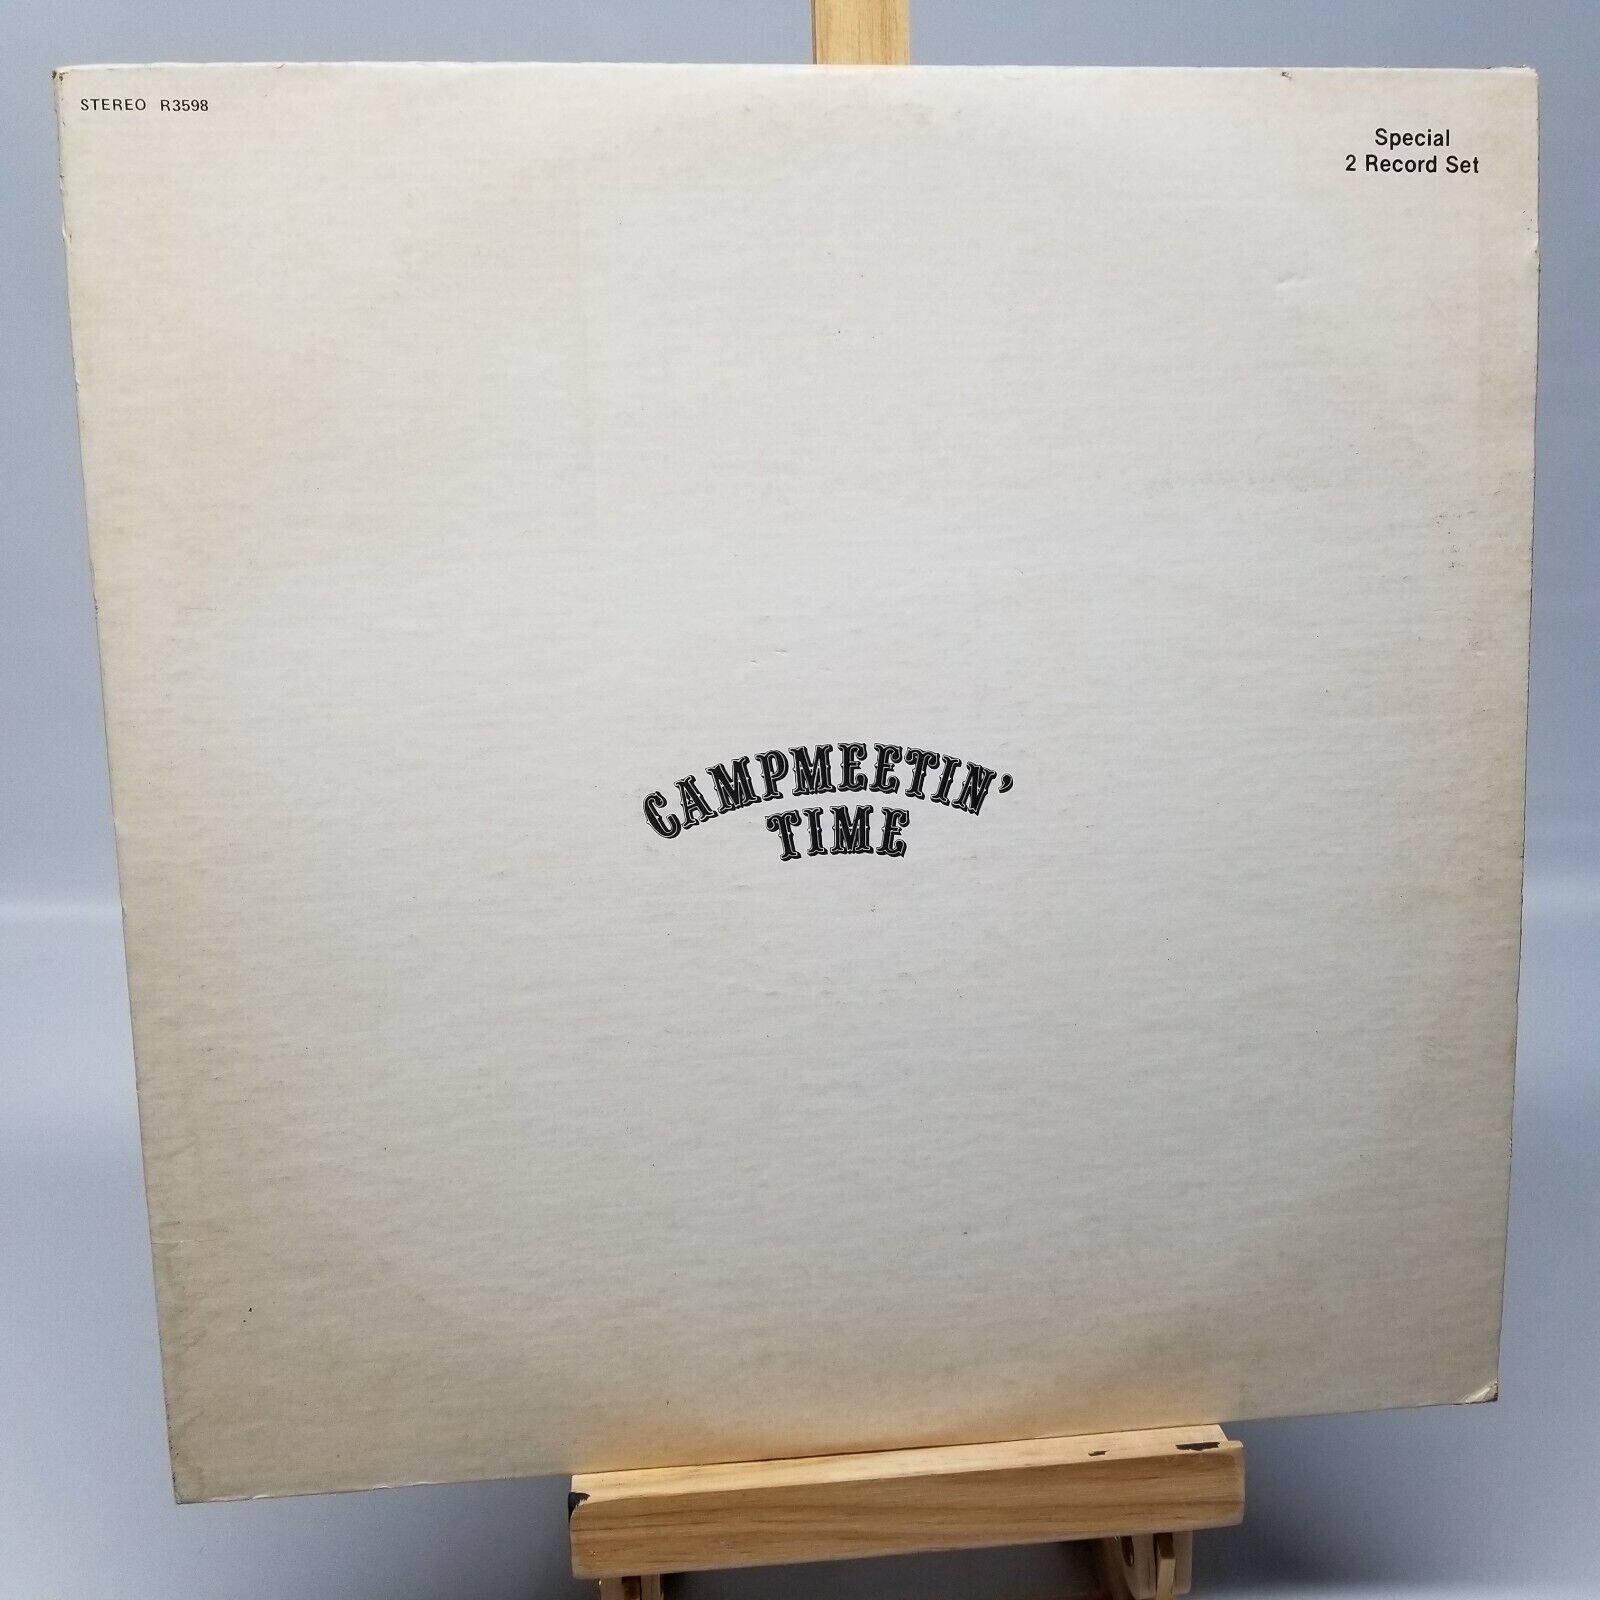 STEREO R3598
Special
2 Record Set
CAMPMEETIN'
TIME